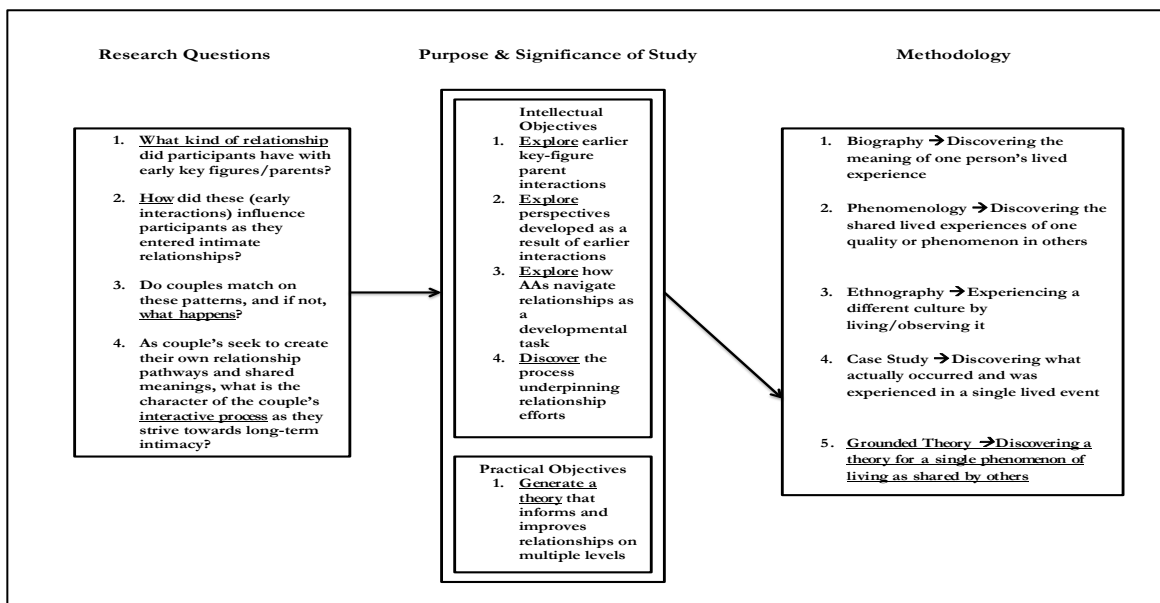 Research Questions
Purpose & Significance of Study
Methodology
1. What kind of relationship
did participants have with
early key figures/parents?
2. How did these (early
interactions) influence
participants as they
entered intimate
relationships?
3. Do couples match on
these patterns, and if not,
what happens?
4. As couple's seek to create
their own relationship
pathways and shared
meanings, what is the
character of the couple's
interactive process as they
strive towards long-term
intimacy?
Intellectual
Objectives
1. Explore earlier
key-figure
parent
interactions
2. Explore
perspectives
developed as a
result of earlier
interactions
3. Explore how
AAs navigate
relationships as
a
developmental
task
4. Discover the
process
underpinning
relationship
efforts
Practical Objectives
1. Generate a
theory that
informs and
improves
relationships on
multiple levels
1. Biography → Discovering the
meaning of one person's lived
experience
2. Phenomenology → Discovering the
shared lived experiences of one
quality or phenomenon in others
3. Ethnography → Experiencing a
different culture by
living/observing it
4. Case Study → Discovering what
actually occurred and was
experienced in a single lived event
5. Grounded Theory → Discovering a
theory for a single phenomenon of
living as shared by others